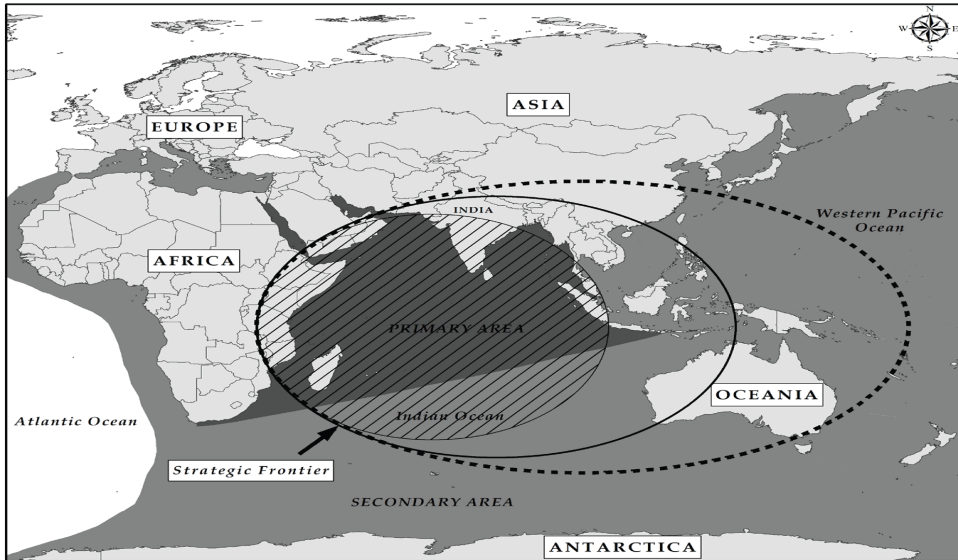 N
W E
S
ASIA
EUROPE
INDIA
Western Pacific
Ocean
AFRICA
PRIMARY AREA
OCEANIA
Indian Ocean
Atlantic Ocean
Strategic Frontier
SECONDARY AREA
ANTARCTICA